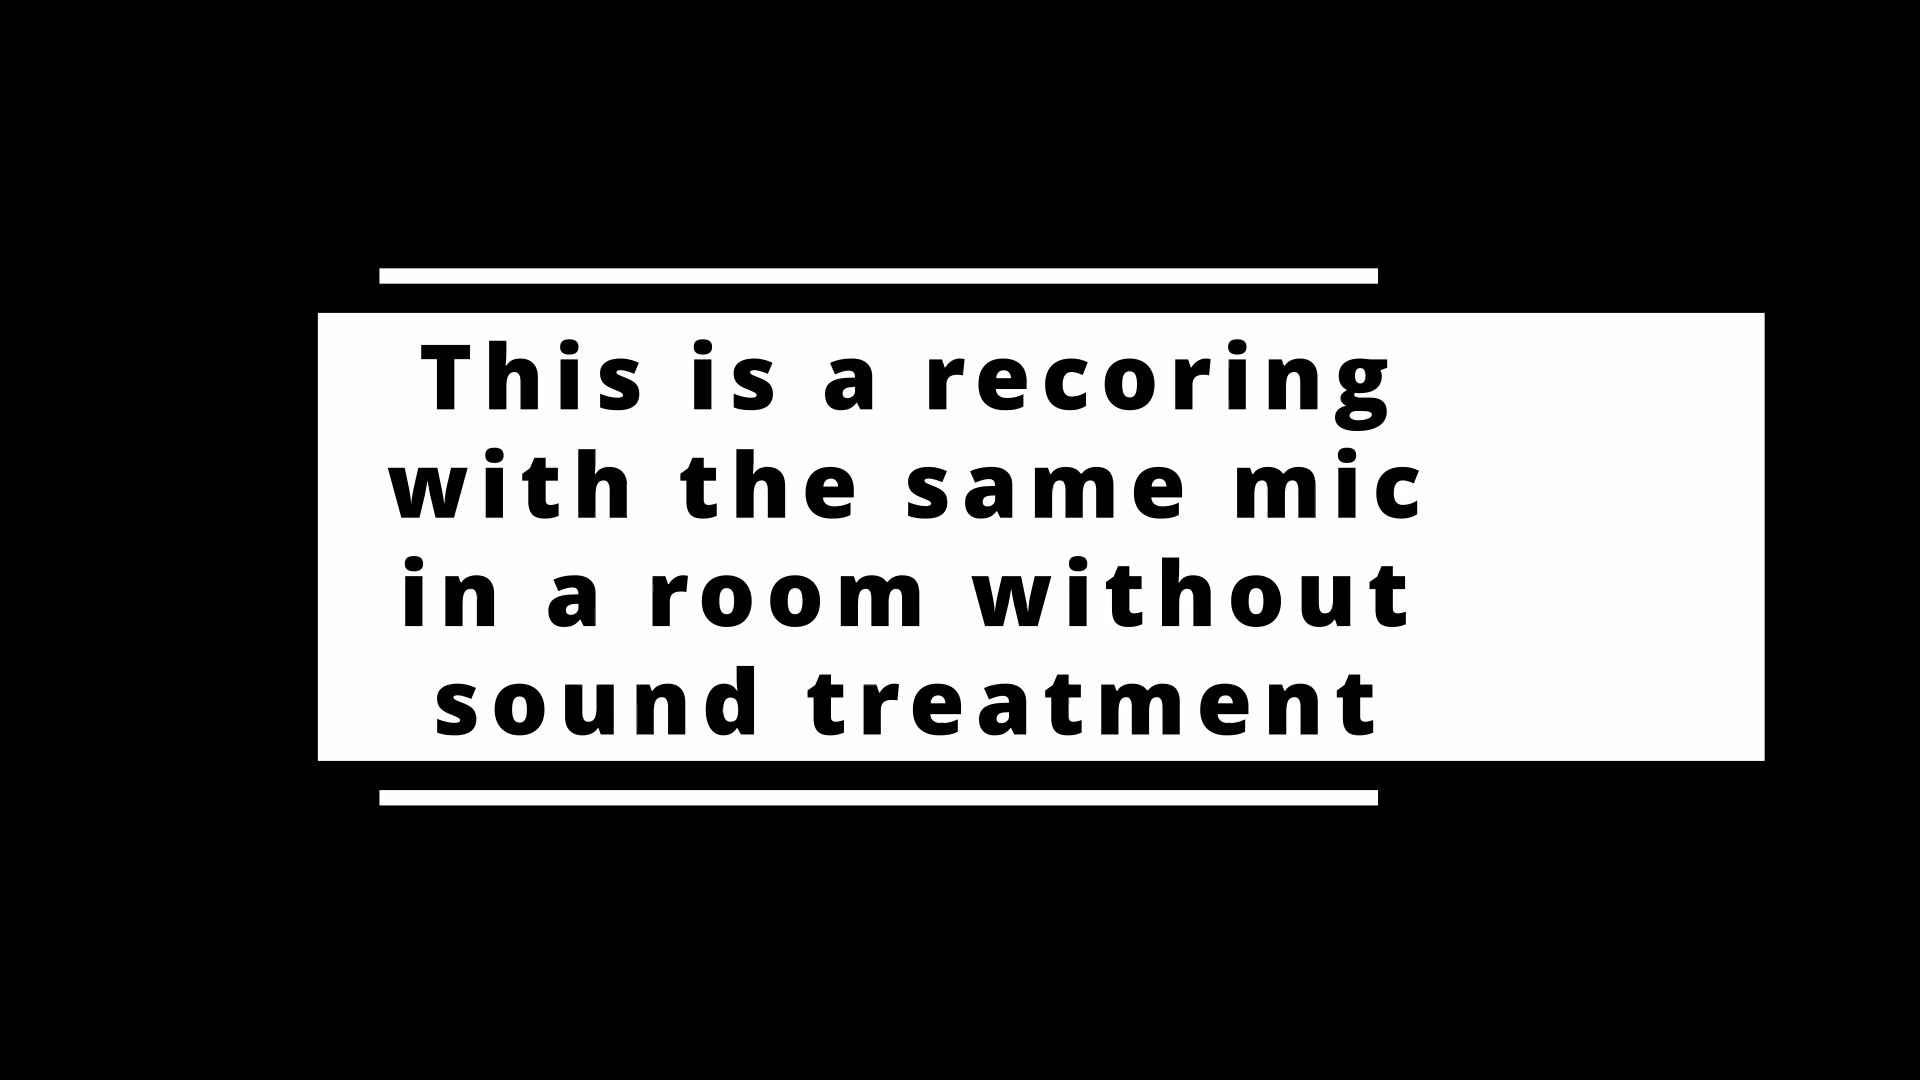 This is a recoring
with the same mic
in a room without
sound treatment